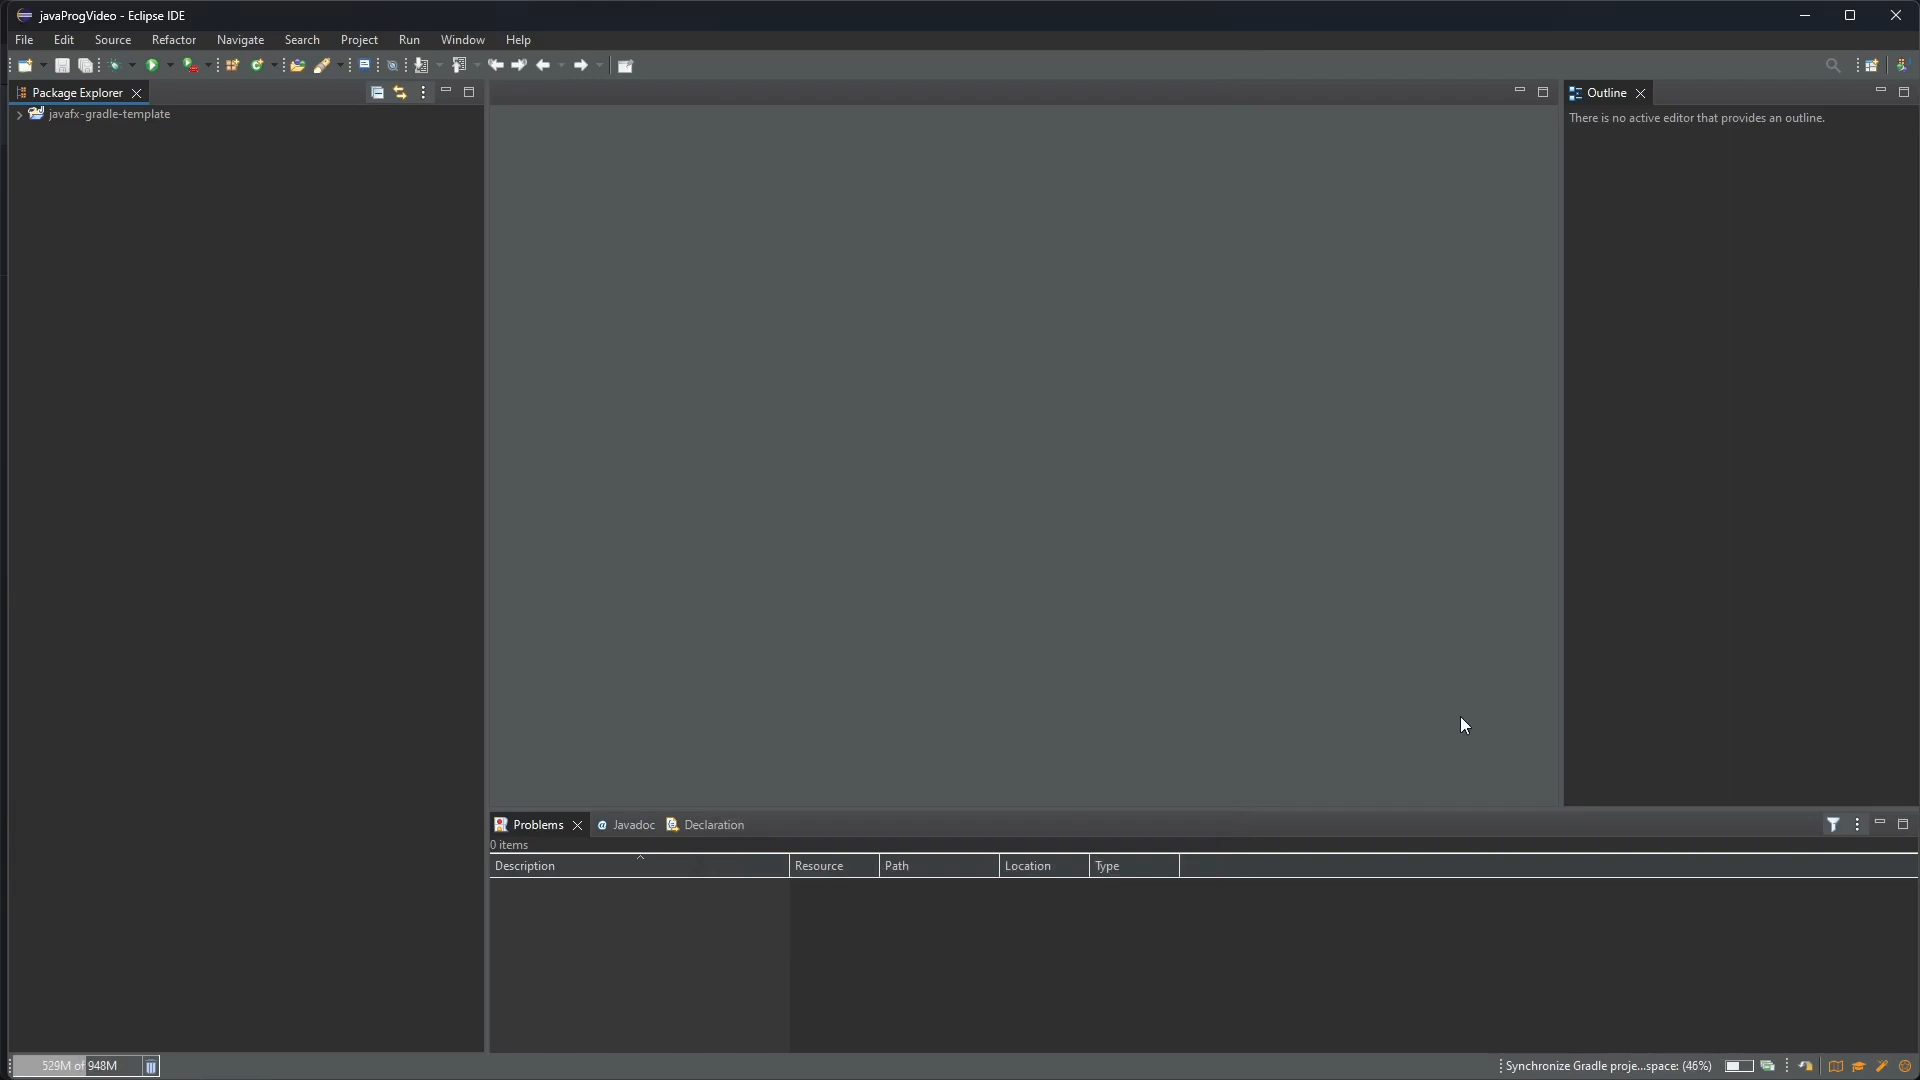 javaProgVideo - Eclipse IDE
File Edit Source Refactor Navigate Search Project Run Window Help
Package Explorer
javafx-gradle-template
Outline
There is no active editor that provides an outline.
Problems Javadoc Declaration
0 items
Description Resource Path Location Type
529M of 948M
Synchronize Gradle proje...space: (46%)